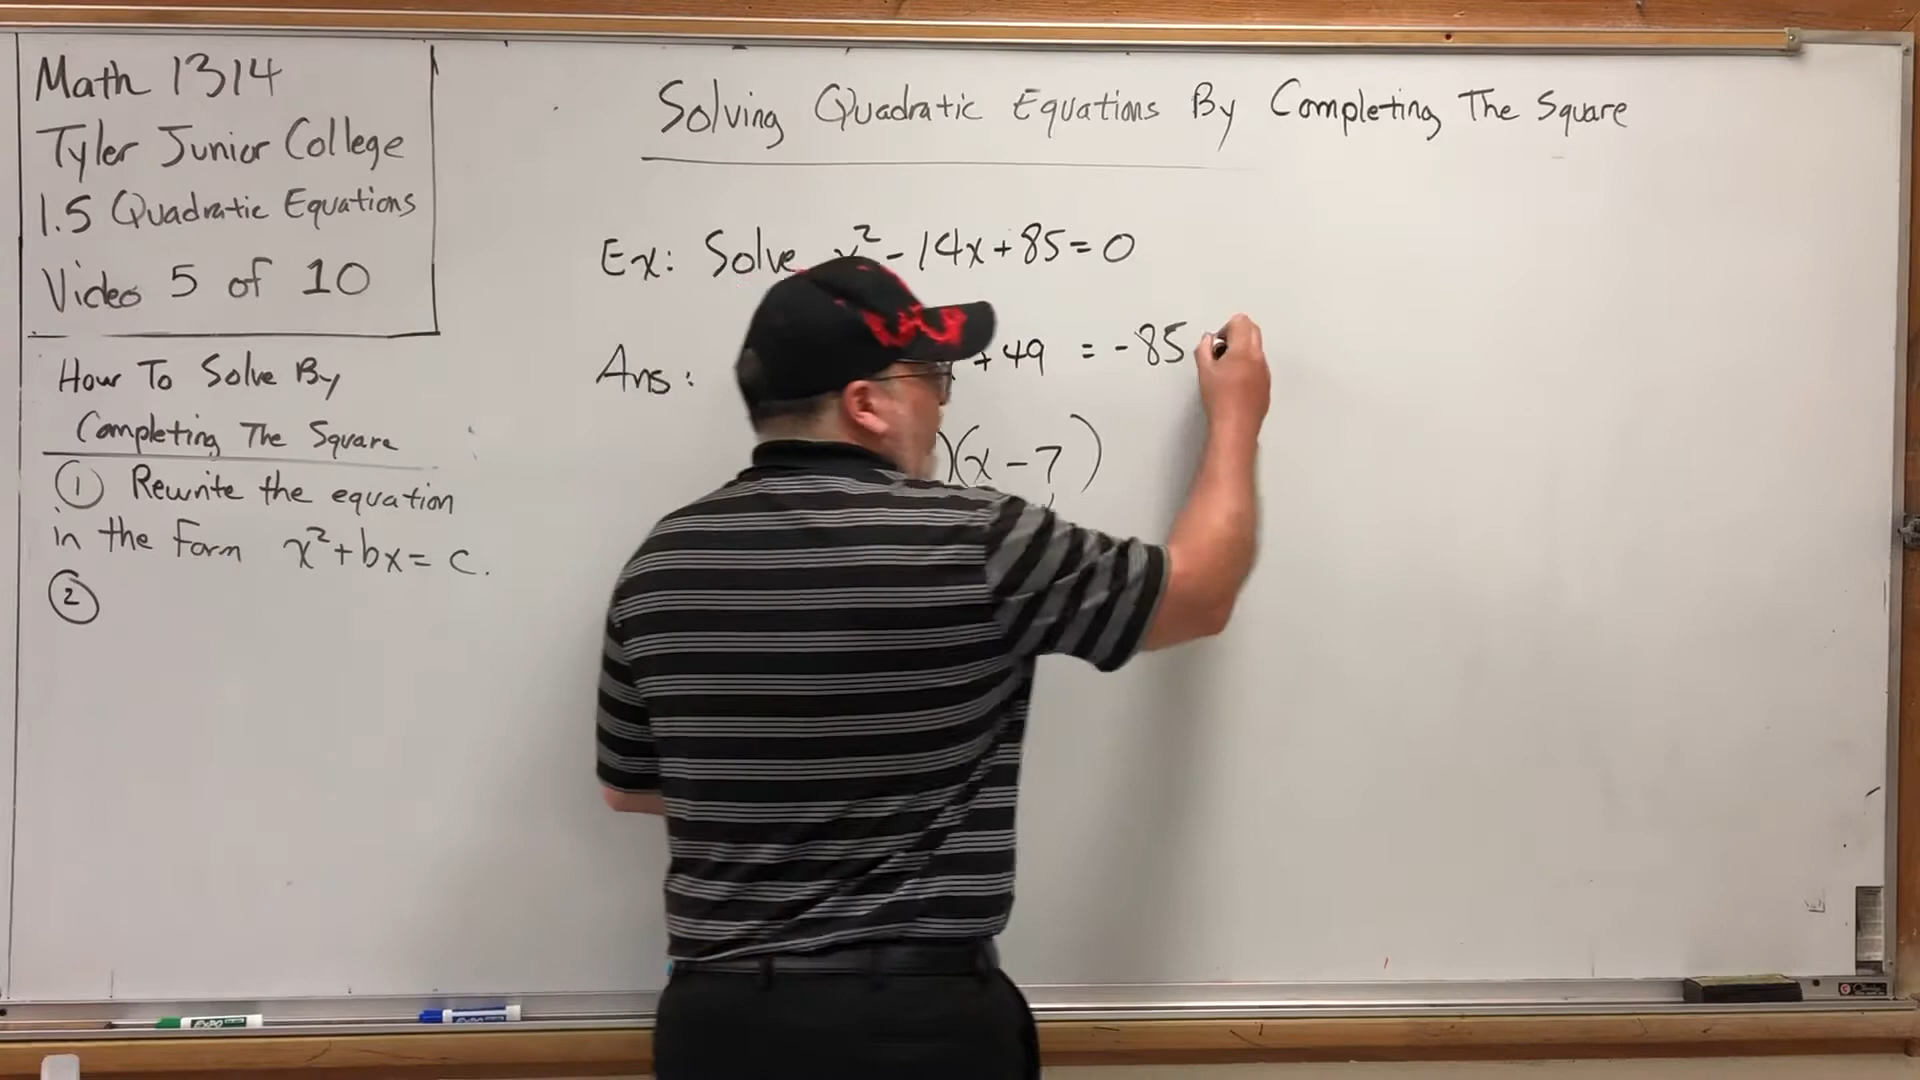 Math 1314
Tyler Junior College
1.5 Quadratic Equations
Video 5 of 10
How To Solve By
Completing The Square
① Rewrite the equation
in the form x²+bx= c.
②
Solving Quadratic Equations By Completing The Square
Ex: Solve x²-14x+85=0
Ans: +49 = -85
)(x-7)
EXPO